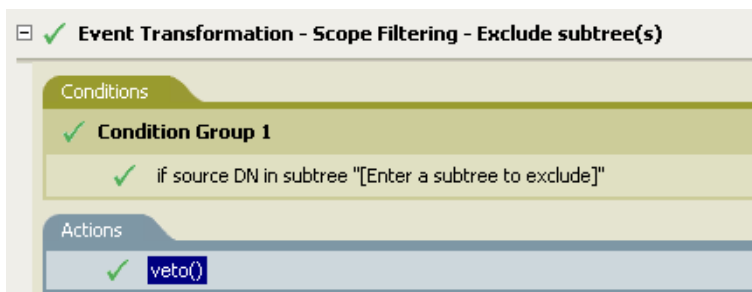 Event Transformation - Scope Filtering - Exclude subtree(s)
Conditions
Condition Group 1
if source DN in subtree "[Enter a subtree to exclude]"
Actions
veto()